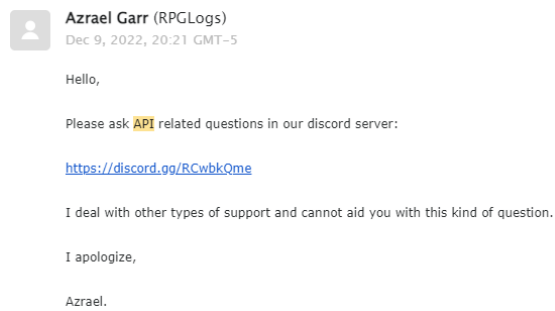 Azrael Garr (RPGLogs)
Dec 9, 2022, 20:21 GMT-5
Hello,
Please ask API related questions in our discord server:
https://discord.gg/RCwbkQme
I deal with other types of support and cannot aid you with this kind of question.
I apologize,
Azrael.